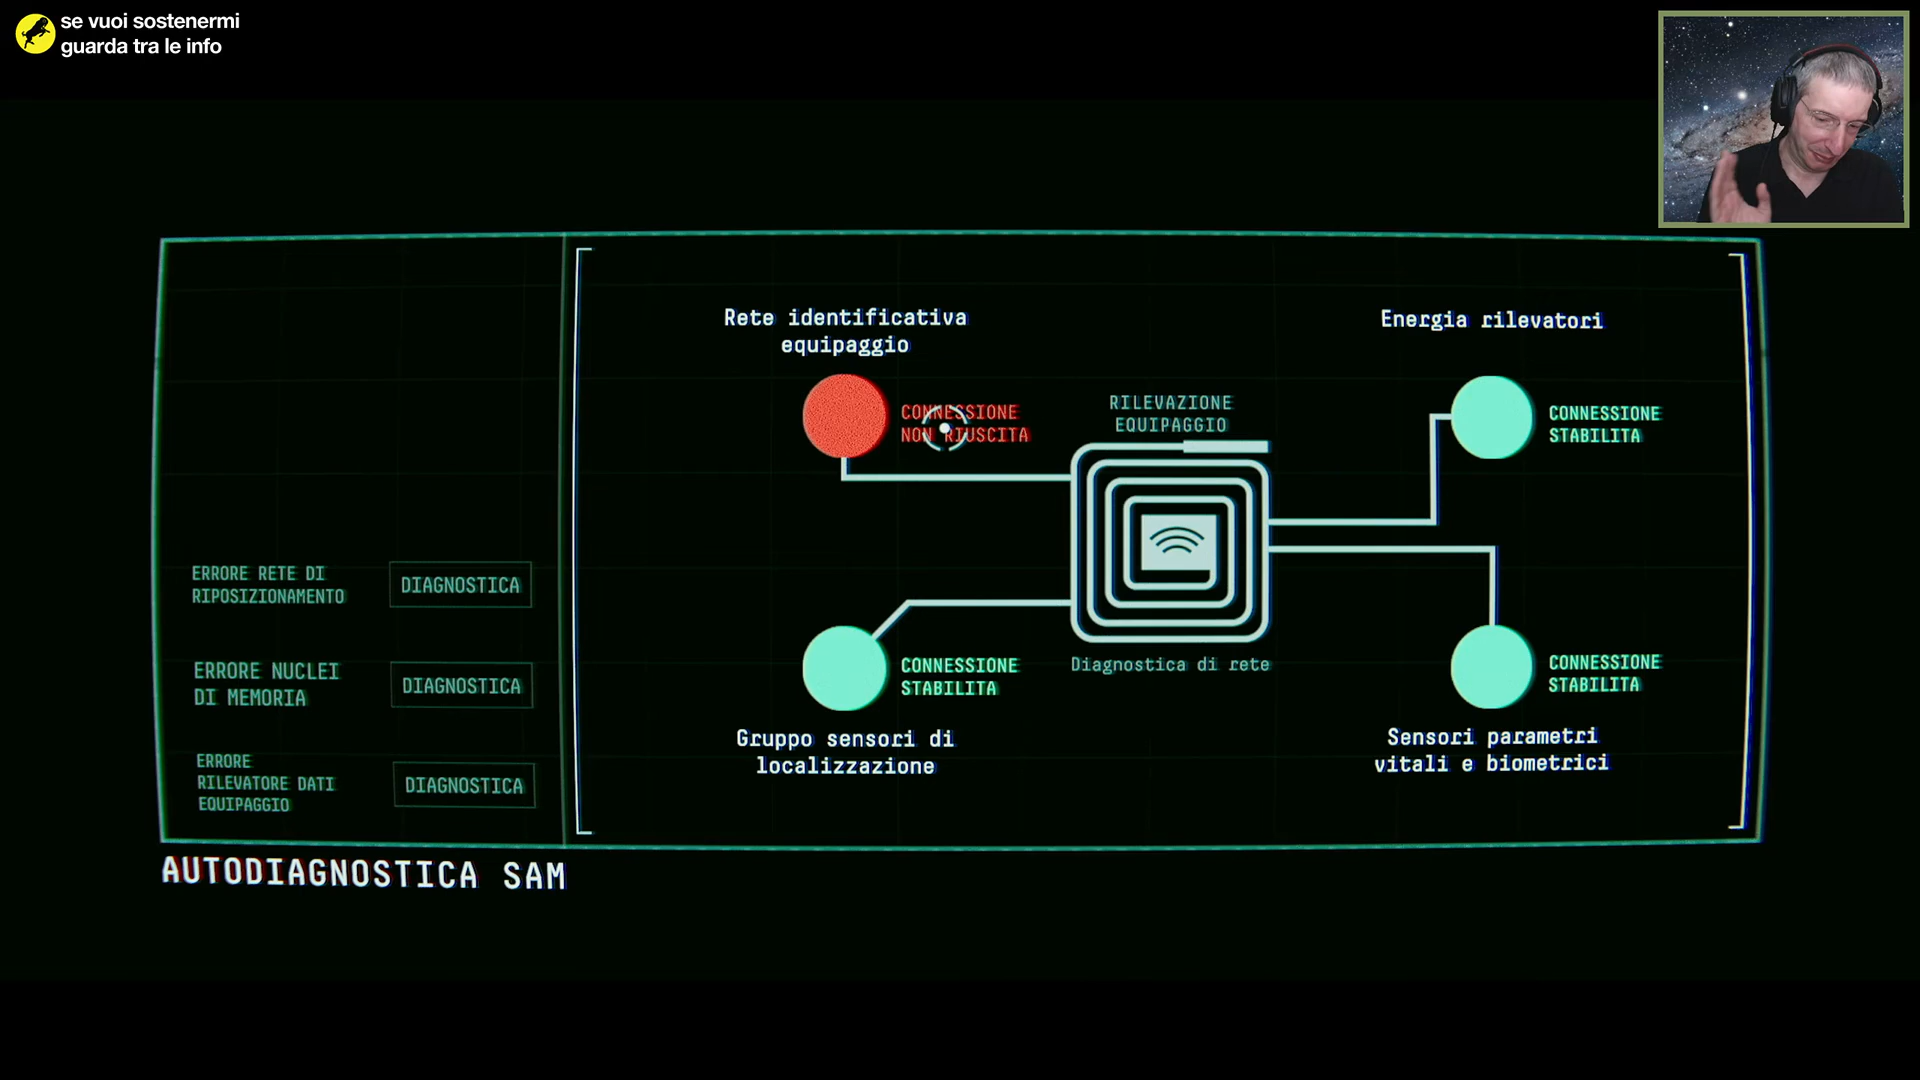 se vuoi sostenermi
guarda tra le info
Rete identificativa
equipaggio
CONNESSIONE
NON RIUSCITA
RILEVAZIONE
EQUIPAGGIO
Energia rilevatori
CONNESSIONE
STABILITA
ERRORE RETE DI
RIPOSIZIONAMENTO
DIAGNOSTICA
ERRORE NUCLEI
DI MEMORIA
DIAGNOSTICA
ERRORE
RILEVATORE DATI
EQUIPAGGIO
DIAGNOSTICA
CONNESSIONE
STABILITA
Gruppo sensori di
localizzazione
Diagnostica di rete
CONNESSIONE
STABILITA
Sensori parametri
vitali e biometrici
AUTODIAGNOSTICA SAM